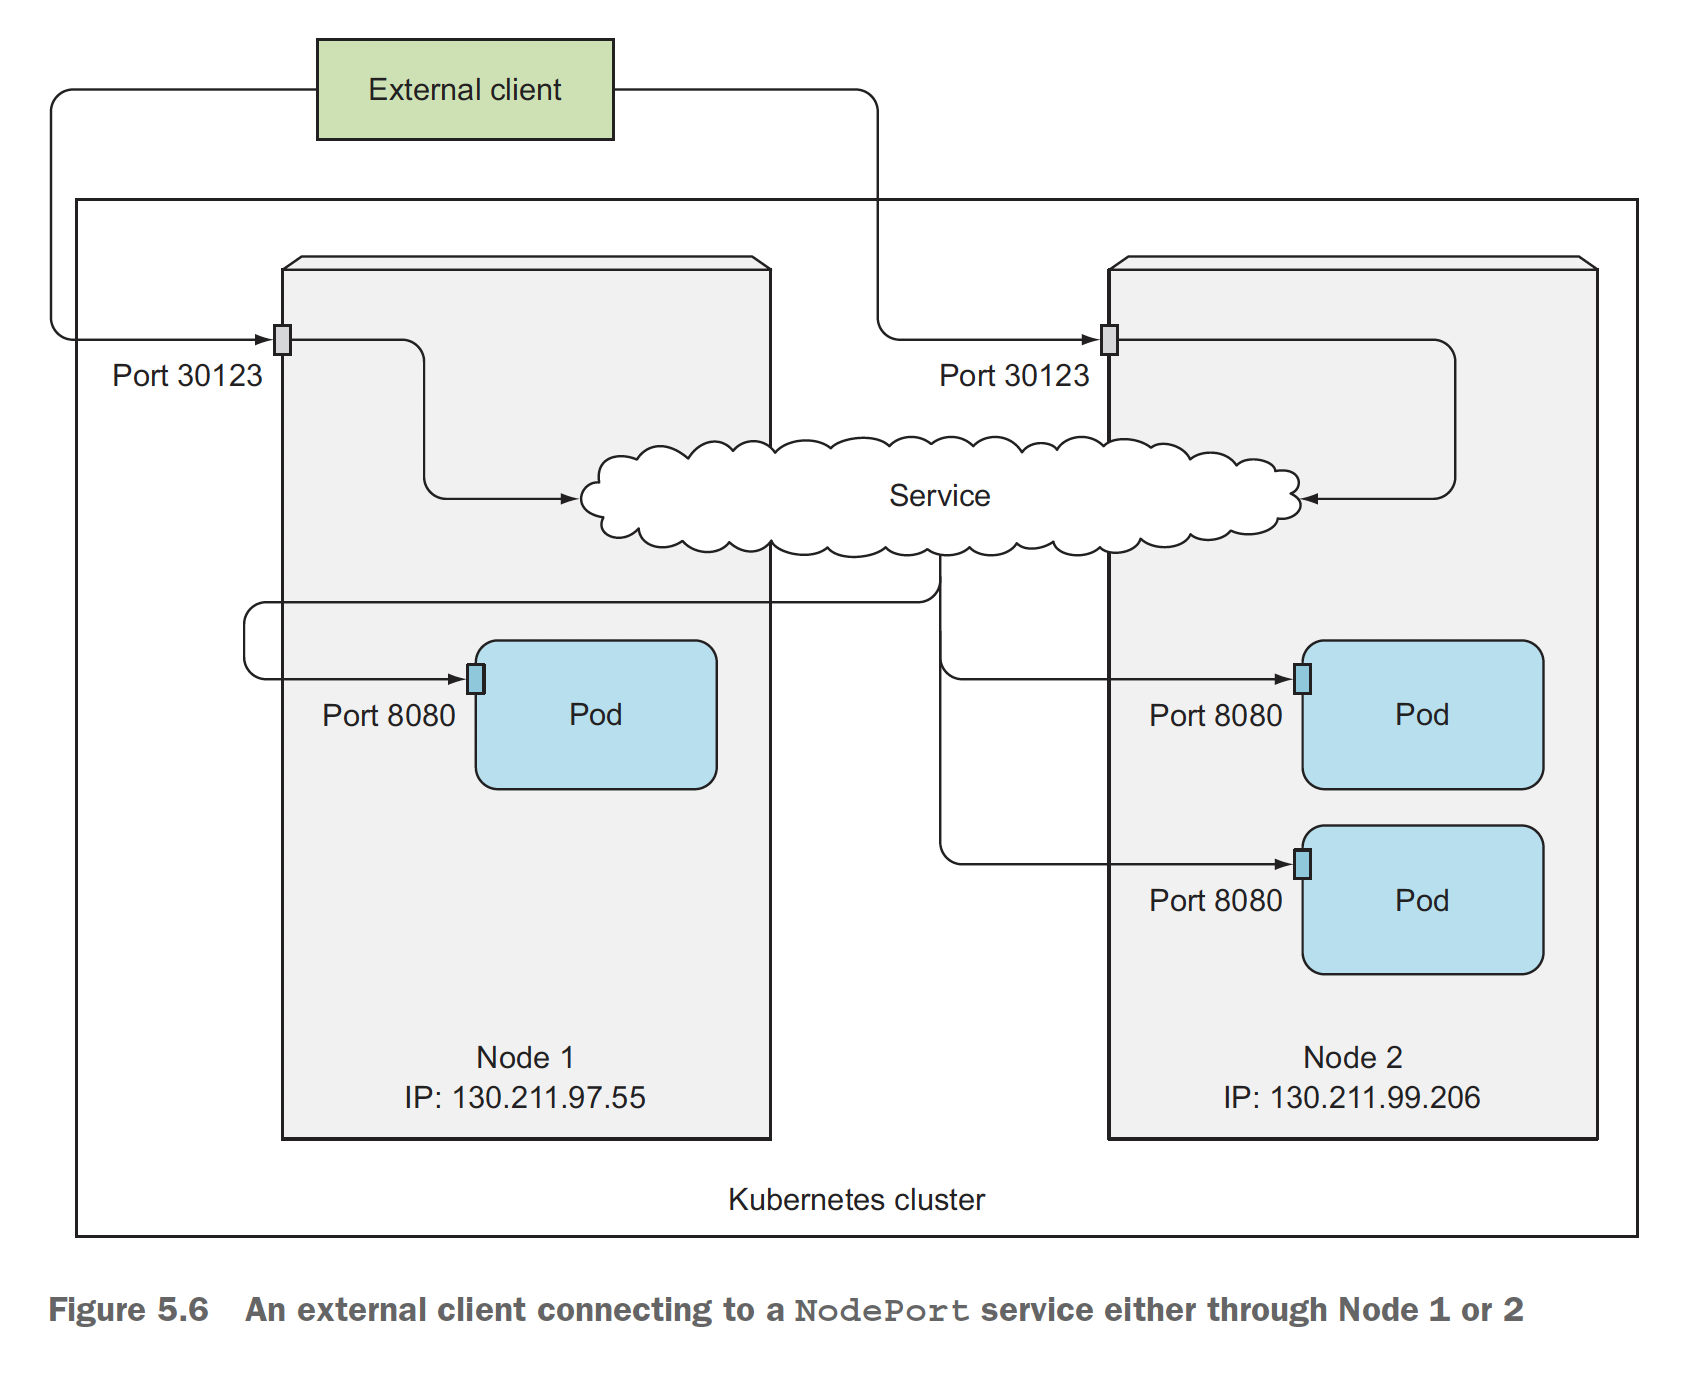 External client
Port 30123
Port 30123
Service
Port 8080
Pod
Port 8080
Pod
Port 8080
Pod
Node 1
IP: 130.211.97.55
Node 2
IP: 130.211.99.206
Kubernetes cluster
Figure 5.6 An external client connecting to a NodePort service either through Node 1 or 2